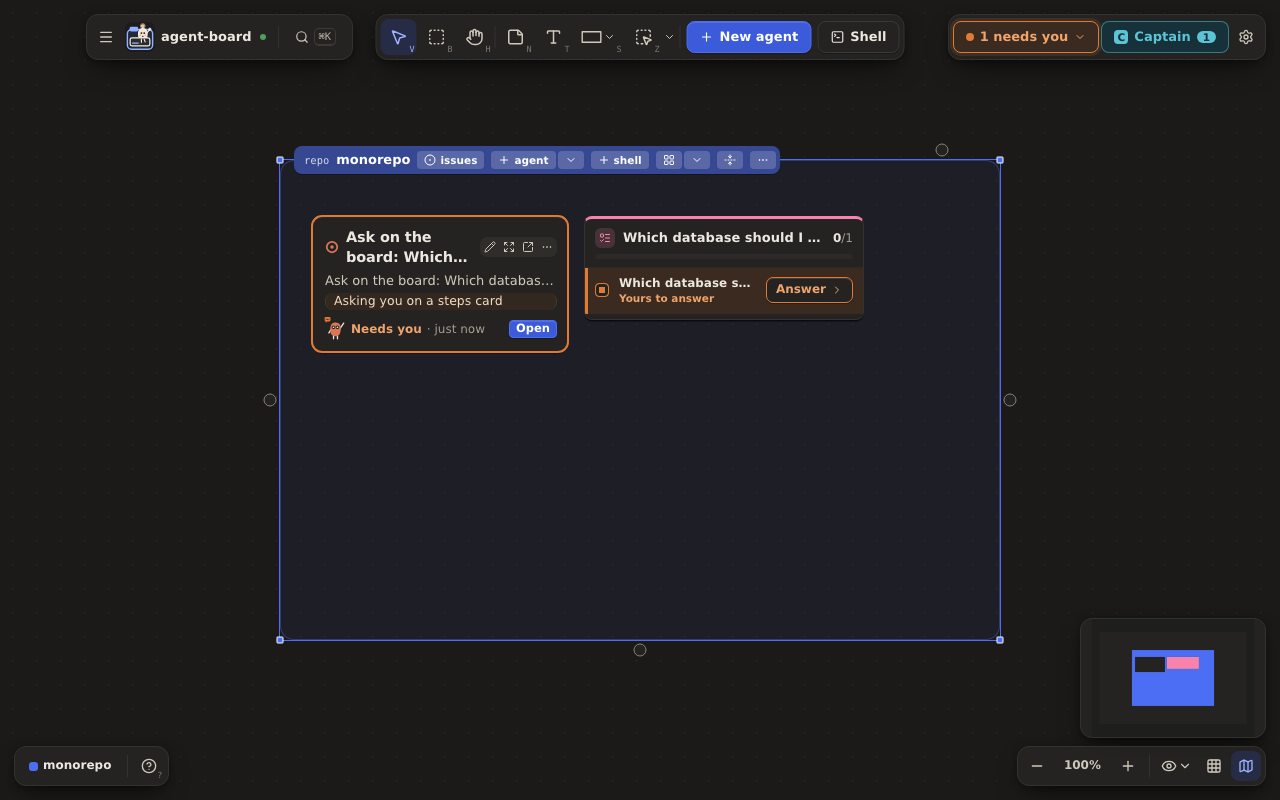 agent-board
⌘K
V
B
H
N
T
S
Z
New agent
Shell
1 needs you
C Captain 1
repo monorepo issues agent shell
Ask on the
board: Which...
Ask on the board: Which databas...
Asking you on a steps card
Needs you · just now
Open
Which database should I ...
0/1
Which database s...
Yours to answer
Answer
monorepo
?
100%